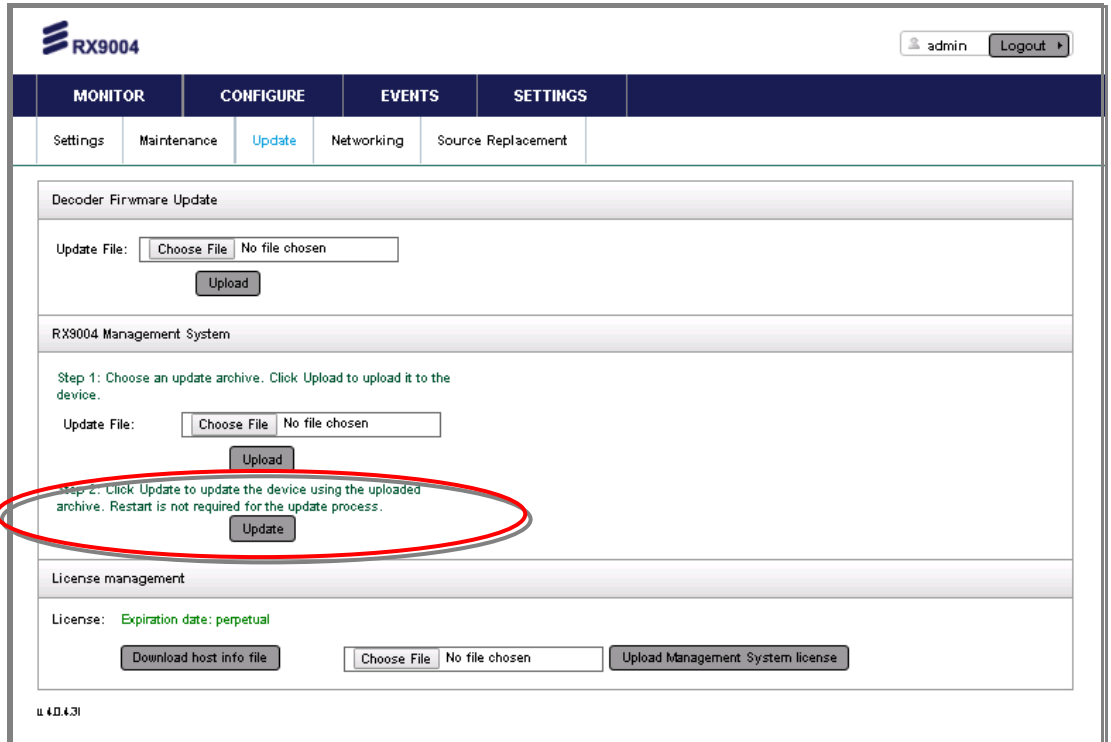 RX9004
admin Logout
MONITOR CONFIGURE EVENTS SETTINGS
Settings Maintenance Update Networking Source Replacement
Decoder Firwmare Update
Update File: Choose File No file chosen
Upload
RX9004 Management System
Step 1: Choose an update archive. Click Upload to upload it to the
device.
Update File: Choose File No file chosen
Upload
Step 2: Click Update to update the device using the uploaded
archive. Restart is not required for the update process.
Update
License management
License: Expiration date: perpetual
Download host info file Choose File No file chosen Upload Management System license